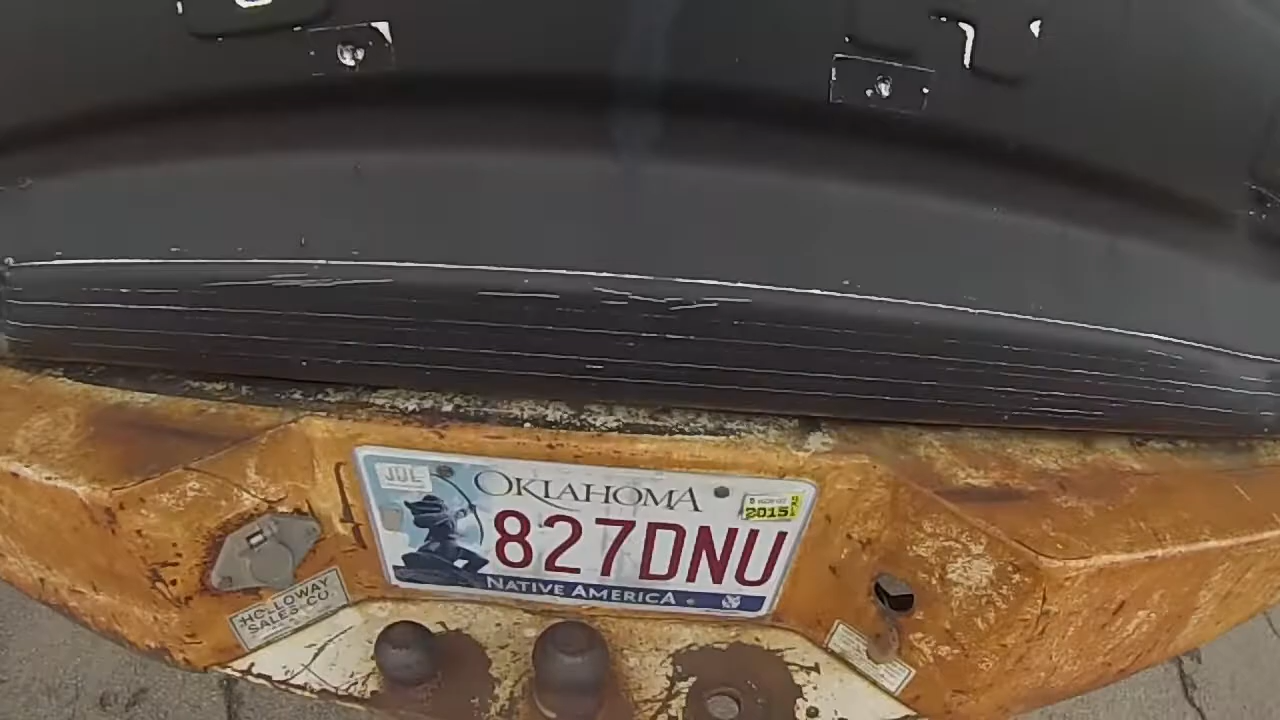 JUL
OKLAHOMA
2015
827DNU
NATIVE AMERICA
HOLLOWAY
SALES CO.